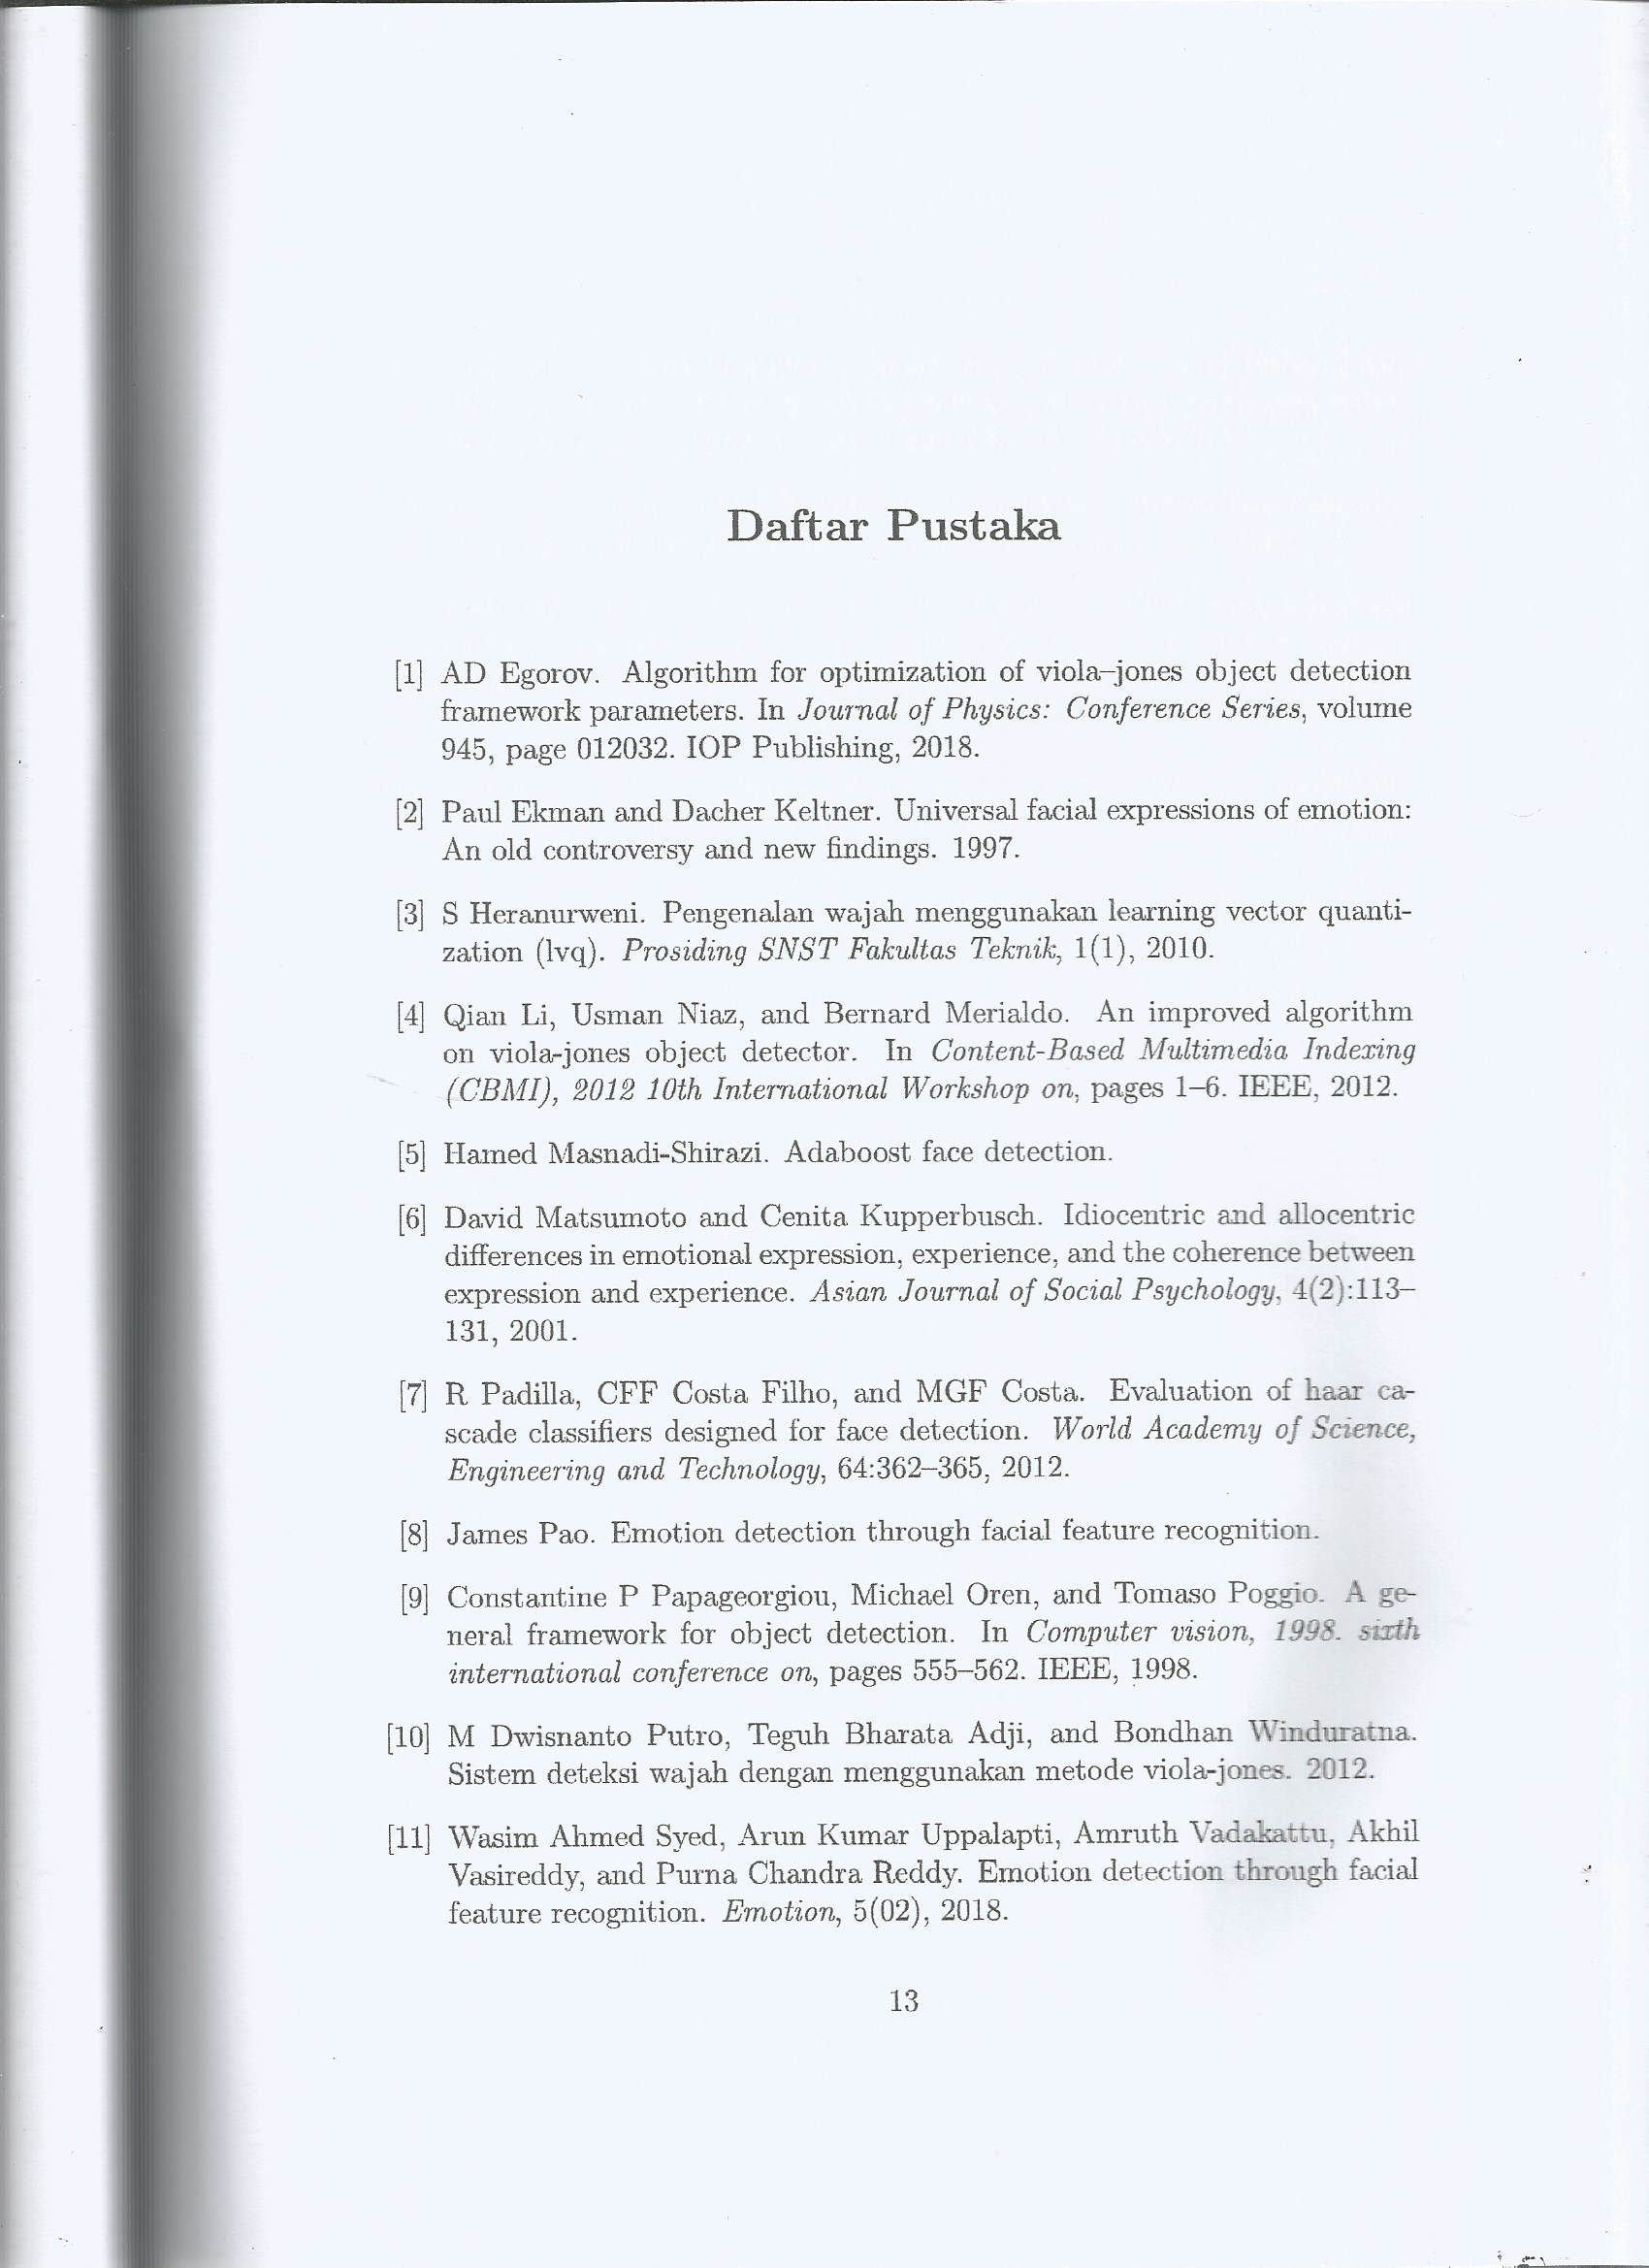 Daftar Pustaka
[1] AD Egorov. Algorithm for optimization of viola–jones object detection
framework parameters. In Journal of Physics: Conference Series, volume
945, page 012032. IOP Publishing, 2018.
[2] Paul Ekman and Dacher Keltner. Universal facial expressions of emotion:
An old controversy and new findings. 1997.
[3] S Heranurweni. Pengenalan wajah menggunakan learning vector quanti-
zation (lvq). Prosiding SNST Fakultas Teknik, 1(1), 2010.
[4] Qian Li, Usman Niaz, and Bernard Merialdo. An improved algorithm
on viola-jones object detector. In Content-Based Multimedia Indexing
(CBMI), 2012 10th International Workshop on, pages 1–6. IEEE, 2012.
[5] Hamed Masnadi-Shirazi. Adaboost face detection.
[6] David Matsumoto and Cenita Kupperbusch. Idiocentric and allocentric
differences in emotional expression, experience, and the coherence between
expression and experience. Asian Journal of Social Psychology, 4(2):113–
131, 2001.
[7] R Padilla, CFF Costa Filho, and MGF Costa. Evaluation of haar ca-
scade classifiers designed for face detection. World Academy of Science,
Engineering and Technology, 64:362–365, 2012.
[8] James Pao. Emotion detection through facial feature recognition.
[9] Constantine P Papageorgiou, Michael Oren, and Tomaso Poggio. A ge-
neral framework for object detection. In Computer vision, 1998. sixth
international conference on, pages 555–562. IEEE, 1998.
[10] M Dwisnanto Putro, Teguh Bharata Adji, and Bondhan Winduratna.
Sistem deteksi wajah dengan menggunakan metode viola-jones. 2012.
[11] Wasim Ahmed Syed, Arun Kumar Uppalapti, Amruth Vadakattu, Akhil
Vasireddy, and Purna Chandra Reddy. Emotion detection through facial
feature recognition. Emotion, 5(02), 2018.
13